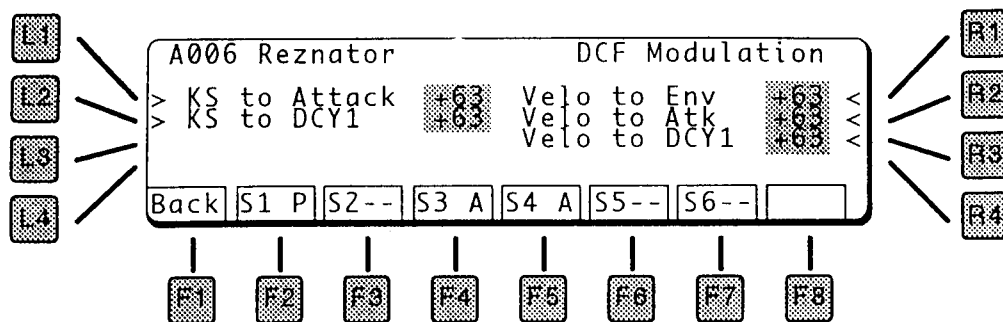 A006 Reznator DCF Modulation
> KS to Attack +63 Velo to Env +63 <
> KS to DCY1 +63 Velo to Atk +63 <
Velo to DCY1 +63 <
Back S1 P S2-- S3 A S4 A S5-- S6--
L1
L2
L3
L4
R1
R2
R3
R4
F1 F2 F3 F4 F5 F6 F7 F8